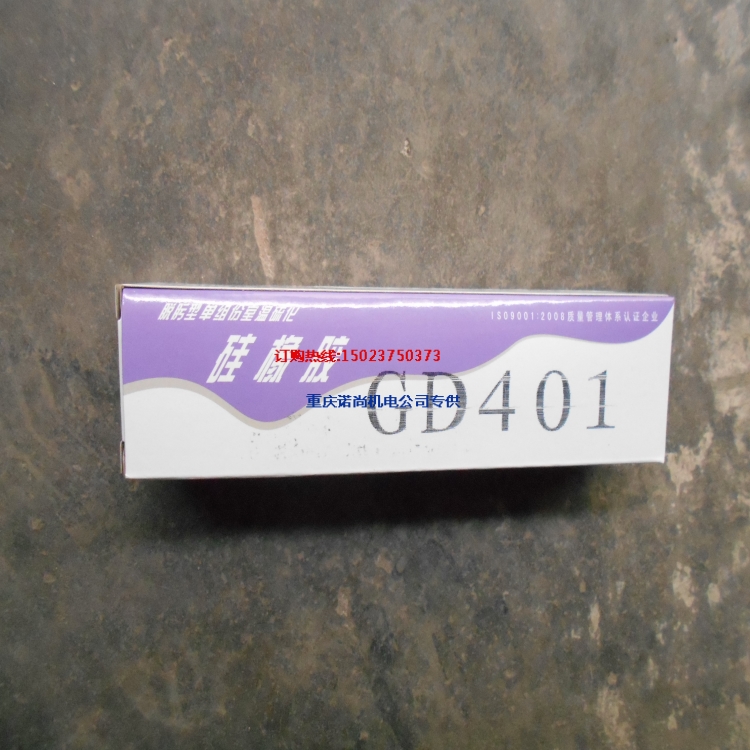 脱肟型单组份室温硫化
ISO9001:2008质量管理体系认证企业
硅橡胶
订购热线:15023750373
重庆诺尚机电公司专供
GD401